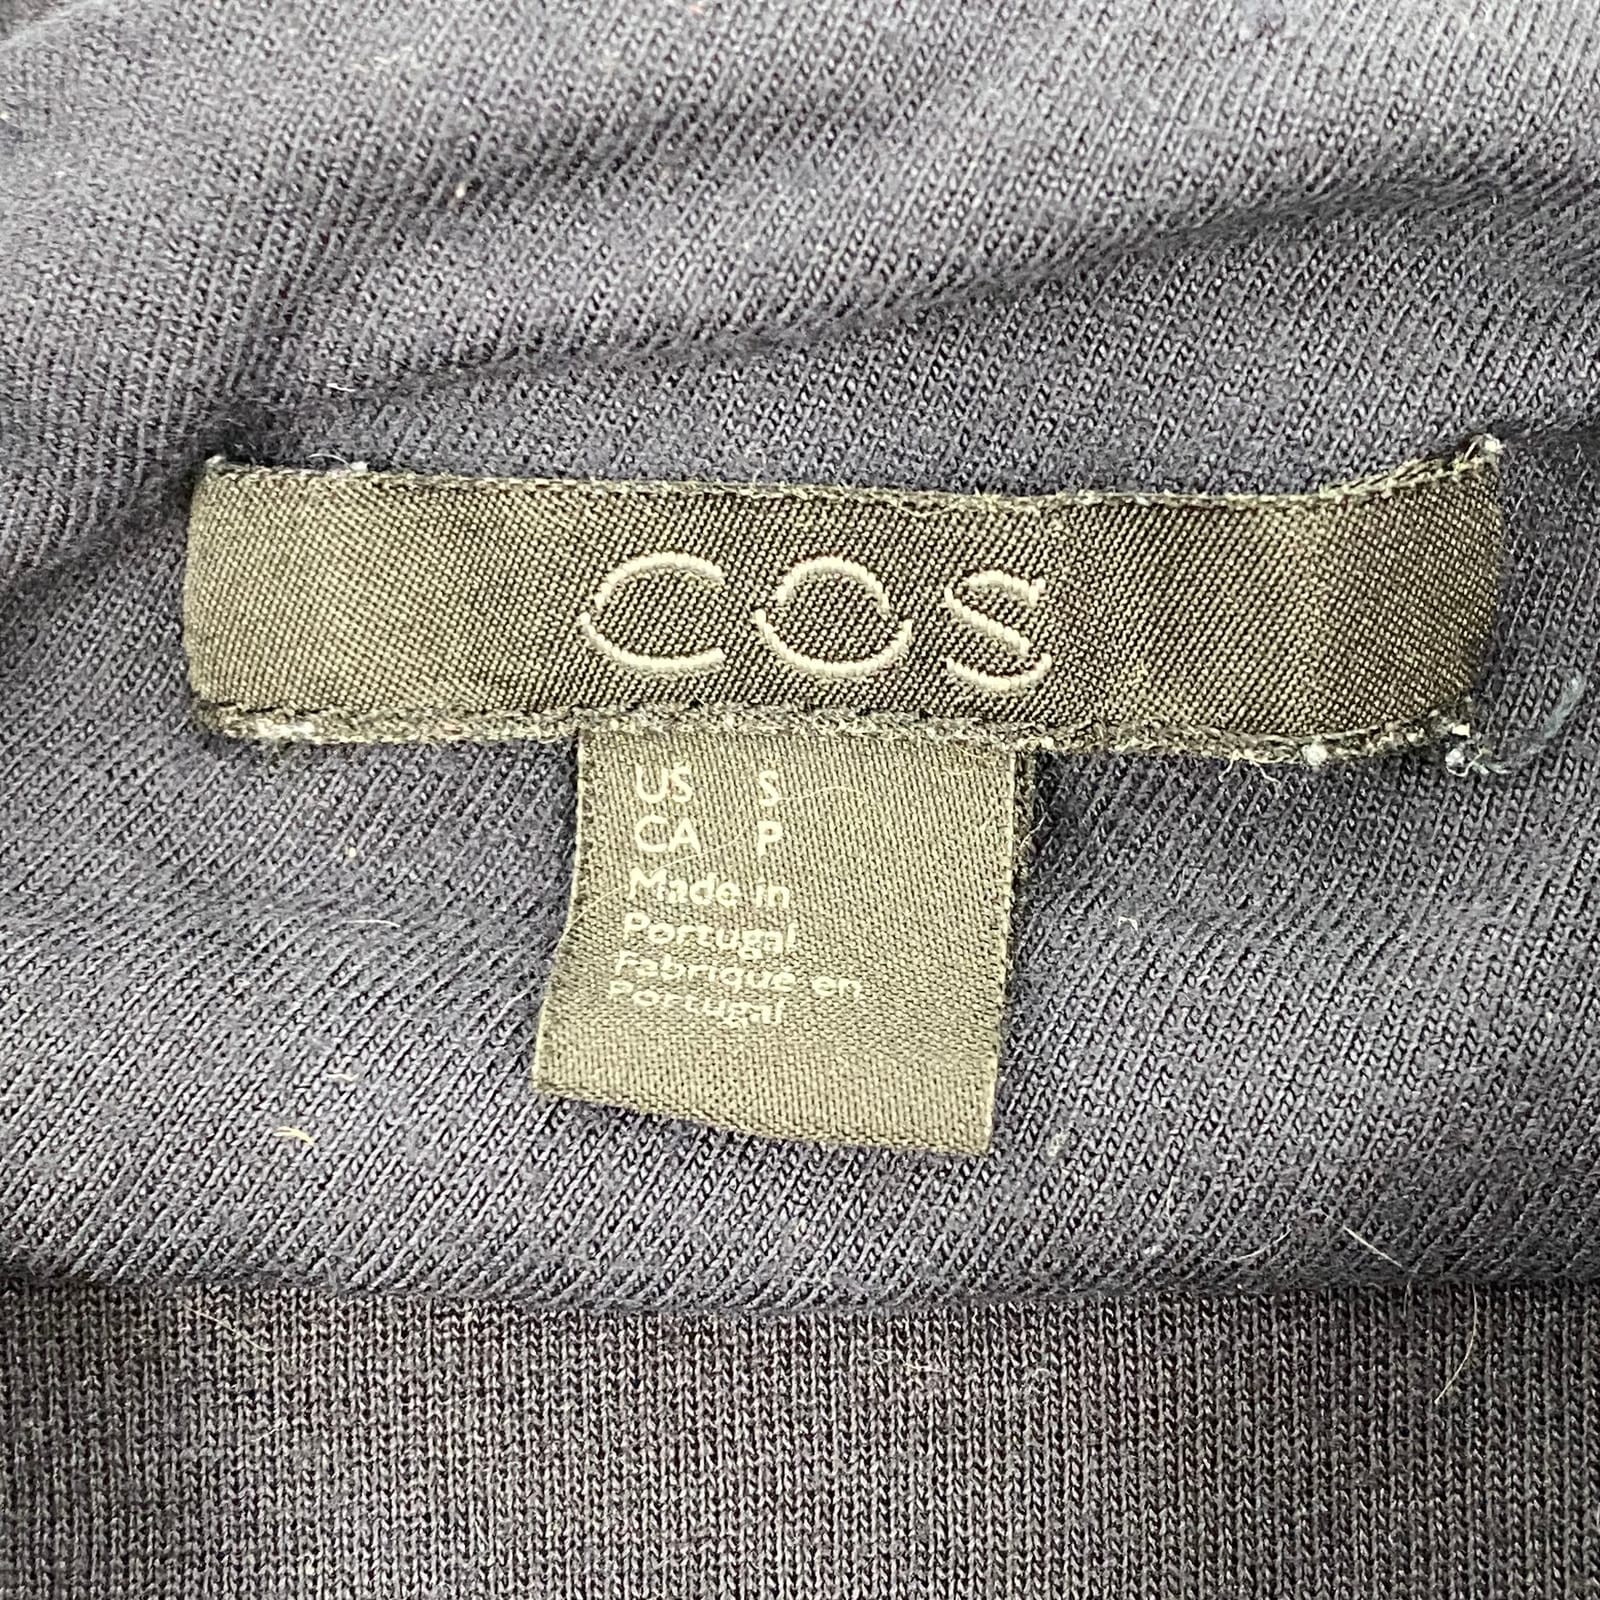 COS
US S
CA P
Made in
Portugal
Fabriqué en
Portugal